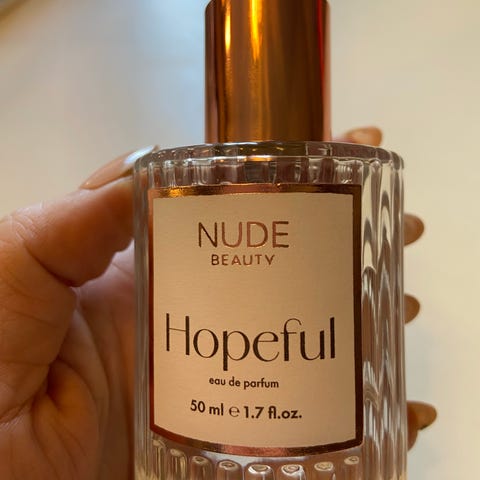 NUDE
BEAUTY
Hopeful
eau de parfum
50 ml ℮ 1.7 fl.oz.